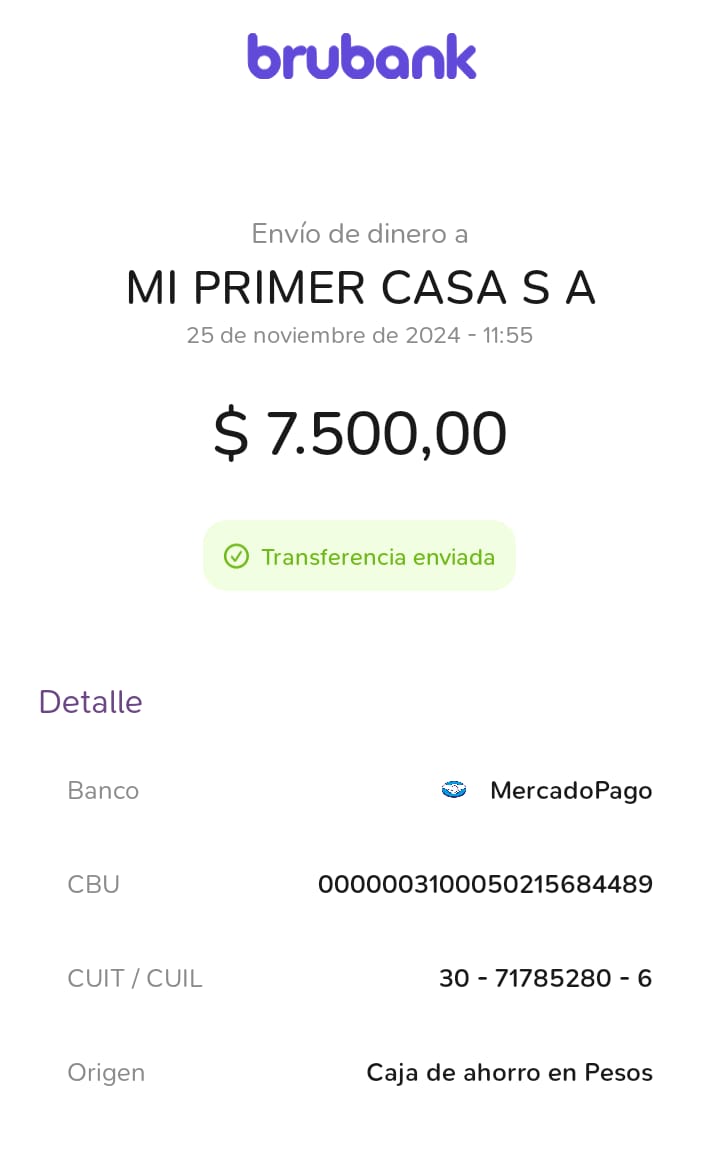 brubank
Envío de dinero a
MI PRIMER CASA S A
25 de noviembre de 2024 - 11:55
$ 7.500,00
Transferencia enviada
Detalle
Banco MercadoPago
CBU 0000003100050215684489
CUIT / CUIL 30 - 71785280 - 6
Origen Caja de ahorro en Pesos